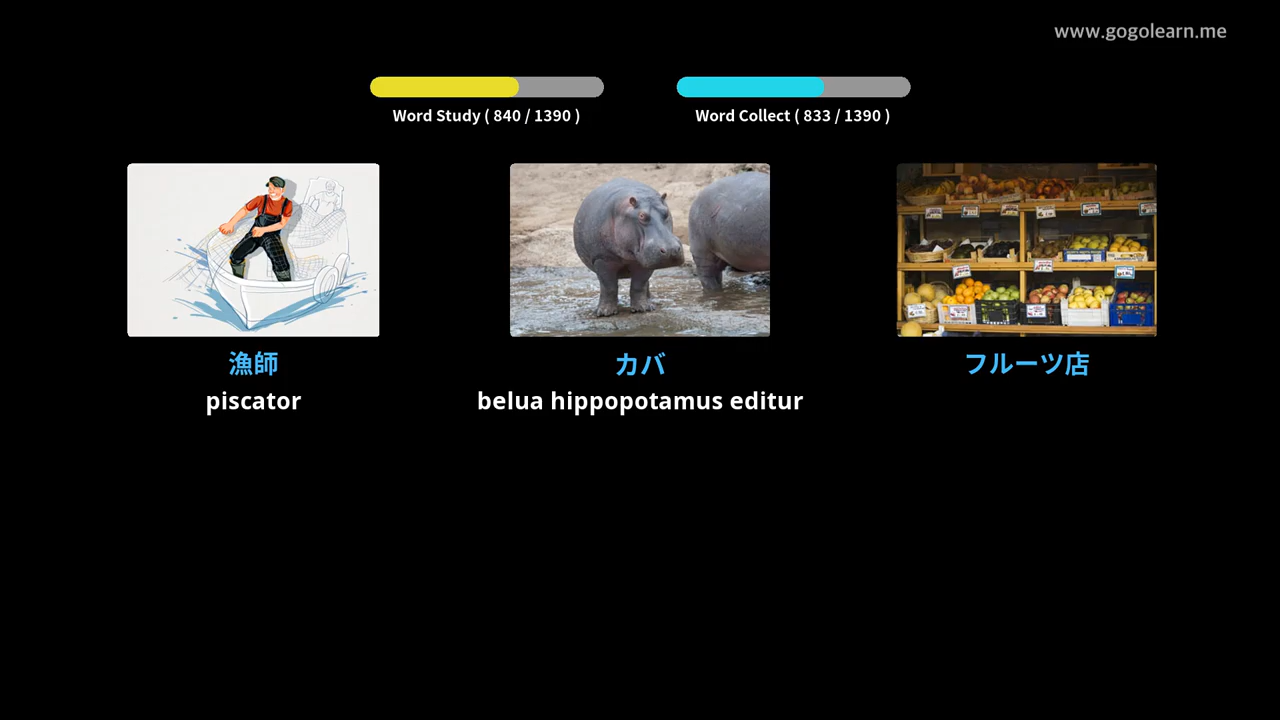 www.gogolearn.me
Word Study ( 840 / 1390 )
Word Collect ( 833 / 1390 )
漁師
piscator
カバ
belua hippopotamus editur
フルーツ店